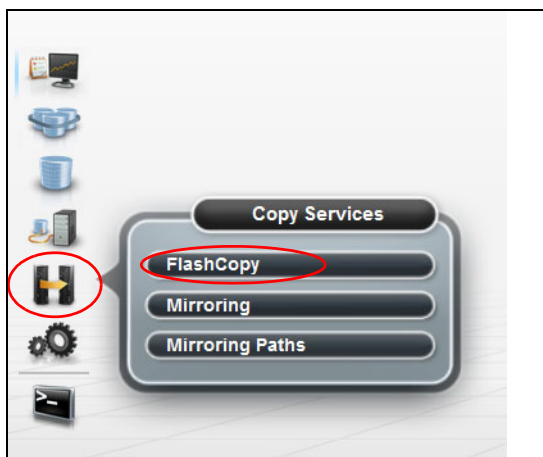 Copy Services
FlashCopy
Mirroring
Mirroring Paths
>_